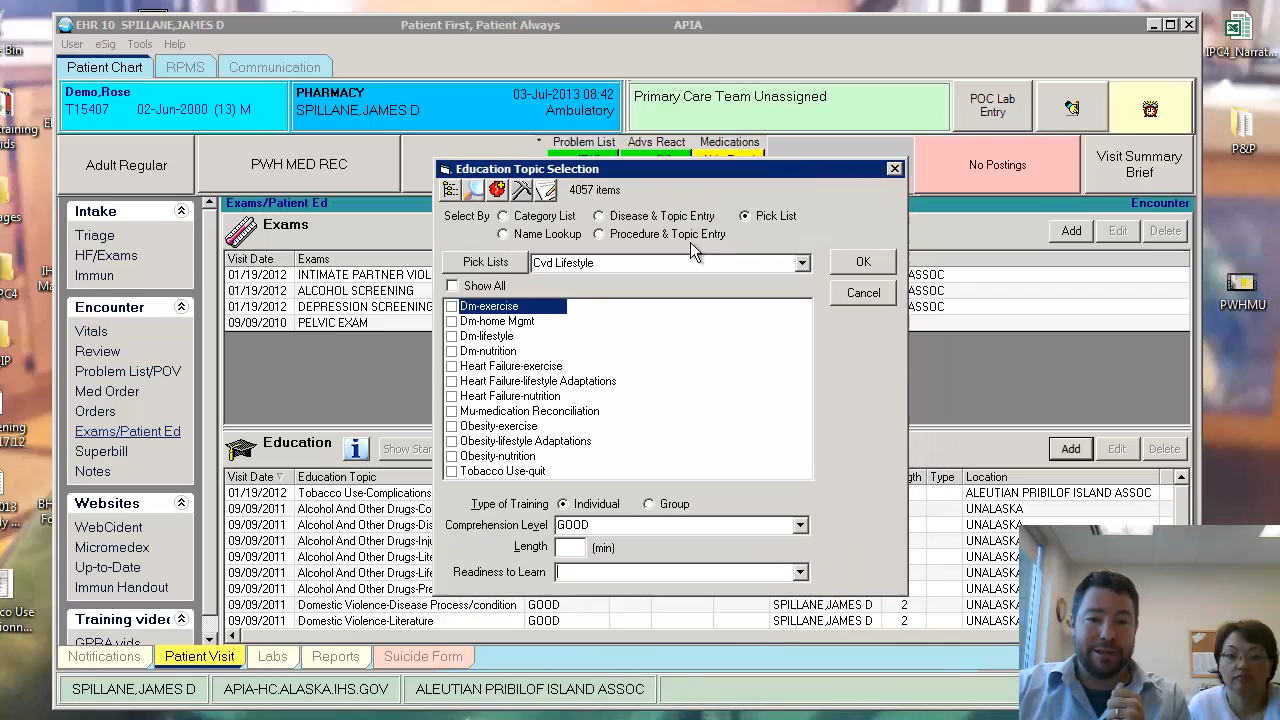 EHR 10 SPILLANE,JAMES D Patient First, Patient Always APIA
User eSig Tools Help
Patient Chart RPMS Communication
Demo,Rose
T15407 02-Jun-2000 (13) M
PHARMACY 03-Jul-2013 08:42
SPILLANE,JAMES D Ambulatory
Primary Care Team Unassigned
POC Lab
Entry
Adult Regular
PWH MED REC
Problem List Advs React Medications
No Postings
Visit Summary
Brief
Intake
Triage
HF/Exams
Immun
Encounter
Vitals
Review
Problem List/POV
Med Order
Orders
Exams/Patient Ed
Superbill
Notes
Websites
WebCident
Micromedex
Up-to-Date
Immun Handout
Exams/Patient Ed Encounter
Exams
Add Edit Delete
Visit Date Exams
01/19/2012 INTIMATE PARTNER VIOL
01/19/2012 ALCOHOL SCREENING
01/19/2012 DEPRESSION SCREENING
09/09/2010 PELVIC EXAM
ASSOC
ASSOC
ASSOC
Education Topic Selection
4057 items
Select By Category List Disease & Topic Entry Pick List
Name Lookup Procedure & Topic Entry
Pick Lists Cvd Lifestyle
OK
Cancel
Show All
Dm-exercise
Dm-home Mgmt
Dm-lifestyle
Dm-nutrition
Heart Failure-exercise
Heart Failure-lifestyle Adaptations
Heart Failure-nutrition
Mu-medication Reconciliation
Obesity-exercise
Obesity-lifestyle Adaptations
Obesity-nutrition
Tobacco Use-quit
Type of Training Individual Group
Comprehension Level GOOD
Length (min)
Readiness to Learn
Education Show Stan
Add Edit Delete
Visit Date Education Topic
Type Location
01/19/2012 Tobacco Use-Complications ALEUTIAN PRIBILOF ISLAND ASSOC
09/09/2011 Alcohol And Other Drugs-Co UNALASKA
09/09/2011 Alcohol And Other Drugs-Dis UNALASKA
09/09/2011 Alcohol And Other Drugs-Inj UNALASKA
09/09/2011 Alcohol And Other Drugs-Life UNALASKA
09/09/2011 Alcohol And Other Drugs-Lit
09/09/2011 Domestic Violence-Disease Process/condition GOOD SPILLANE,JAMES D 2 UNALASKA
09/09/2011 Domestic Violence-Literature GOOD SPILLANE,JAMES D 2 UNALASKA
Notifications Patient Visit Labs Reports Suicide Form
SPILLANE,JAMES D APIA-HC.ALASKA.IHS.GOV ALEUTIAN PRIBILOF ISLAND ASSOC
P&P
PWHMU